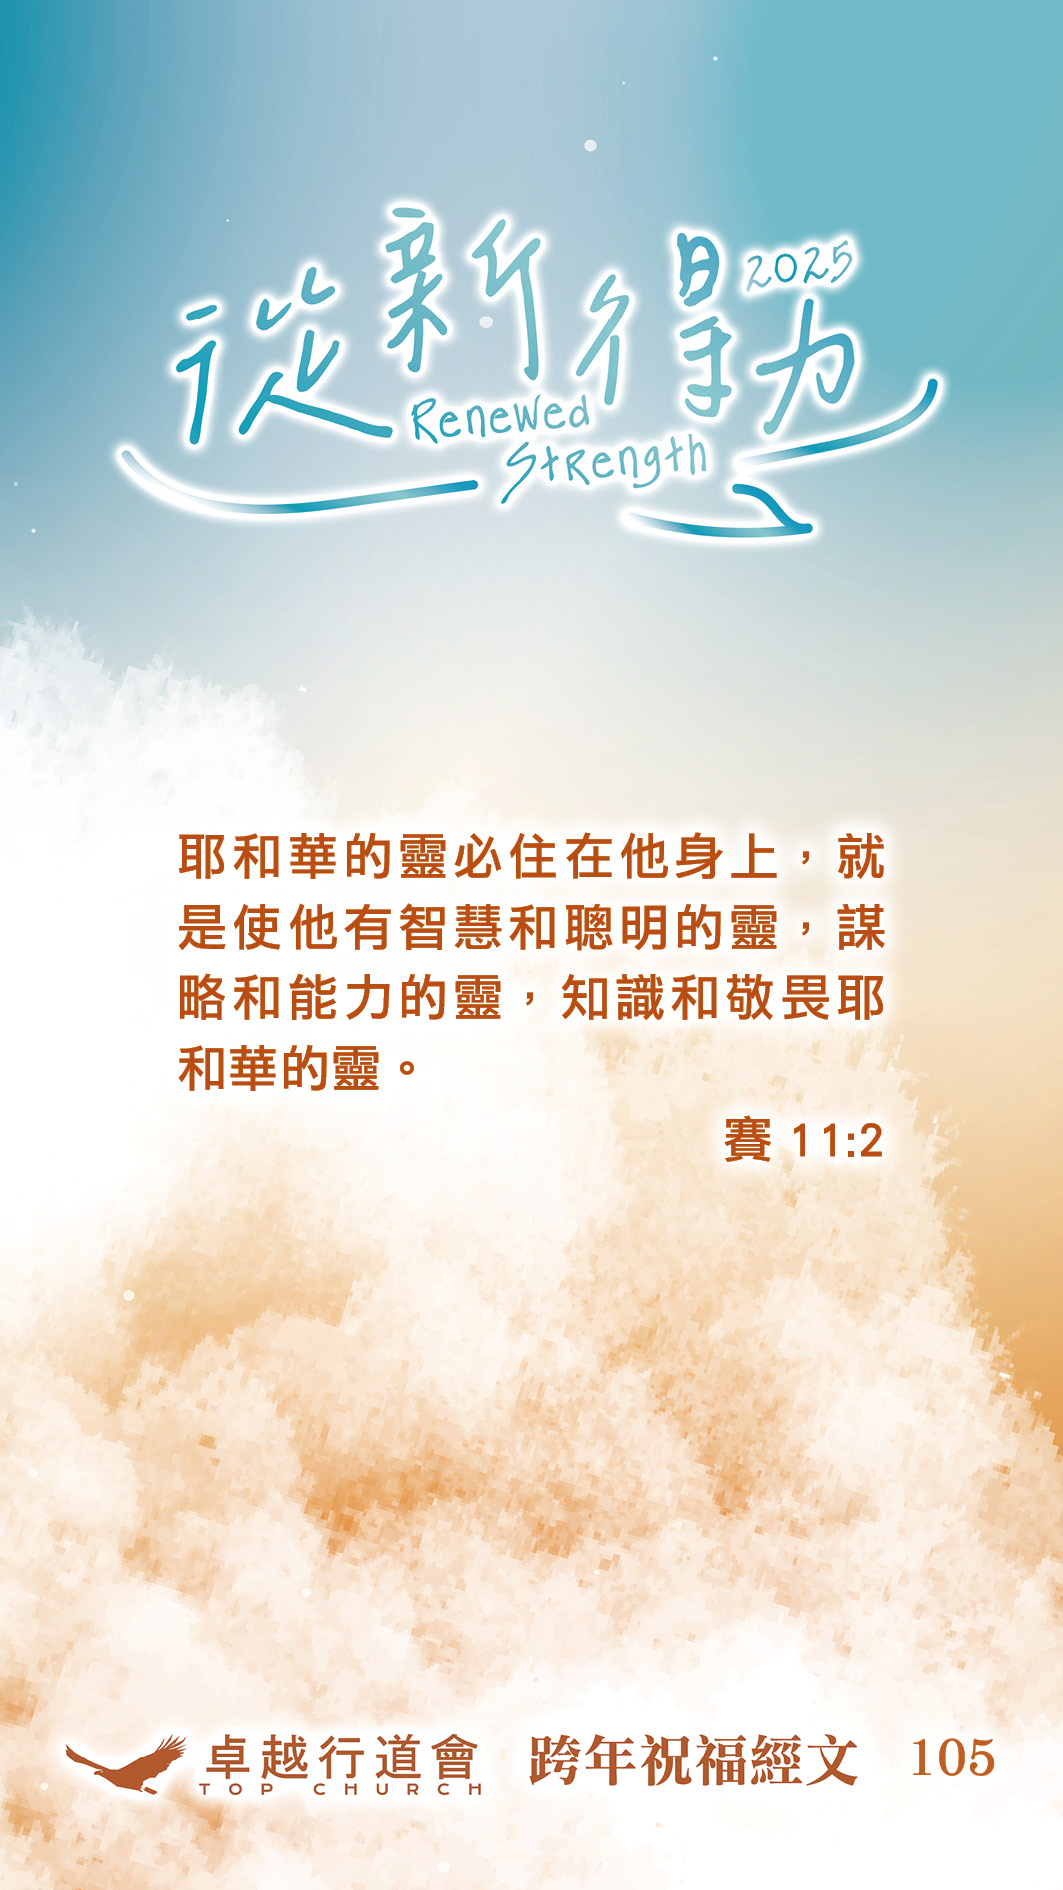 從新得力 2025
Renewed
Strength
耶和華的靈必住在他身上，就
是使他有智慧和聰明的靈，謀
略和能力的靈，知識和敬畏耶
和華的靈。
賽 11:2
卓越行道會 跨年祝福經文 105
TOP CHURCH